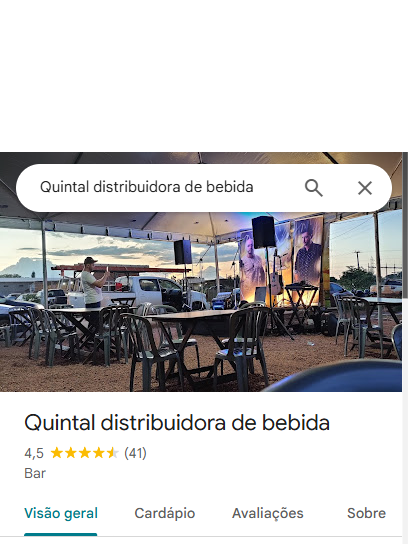 Quintal distribuidora de bebida
Quintal distribuidora de bebida
4,5 (41)
Bar
Visão geral Cardápio Avaliações Sobre